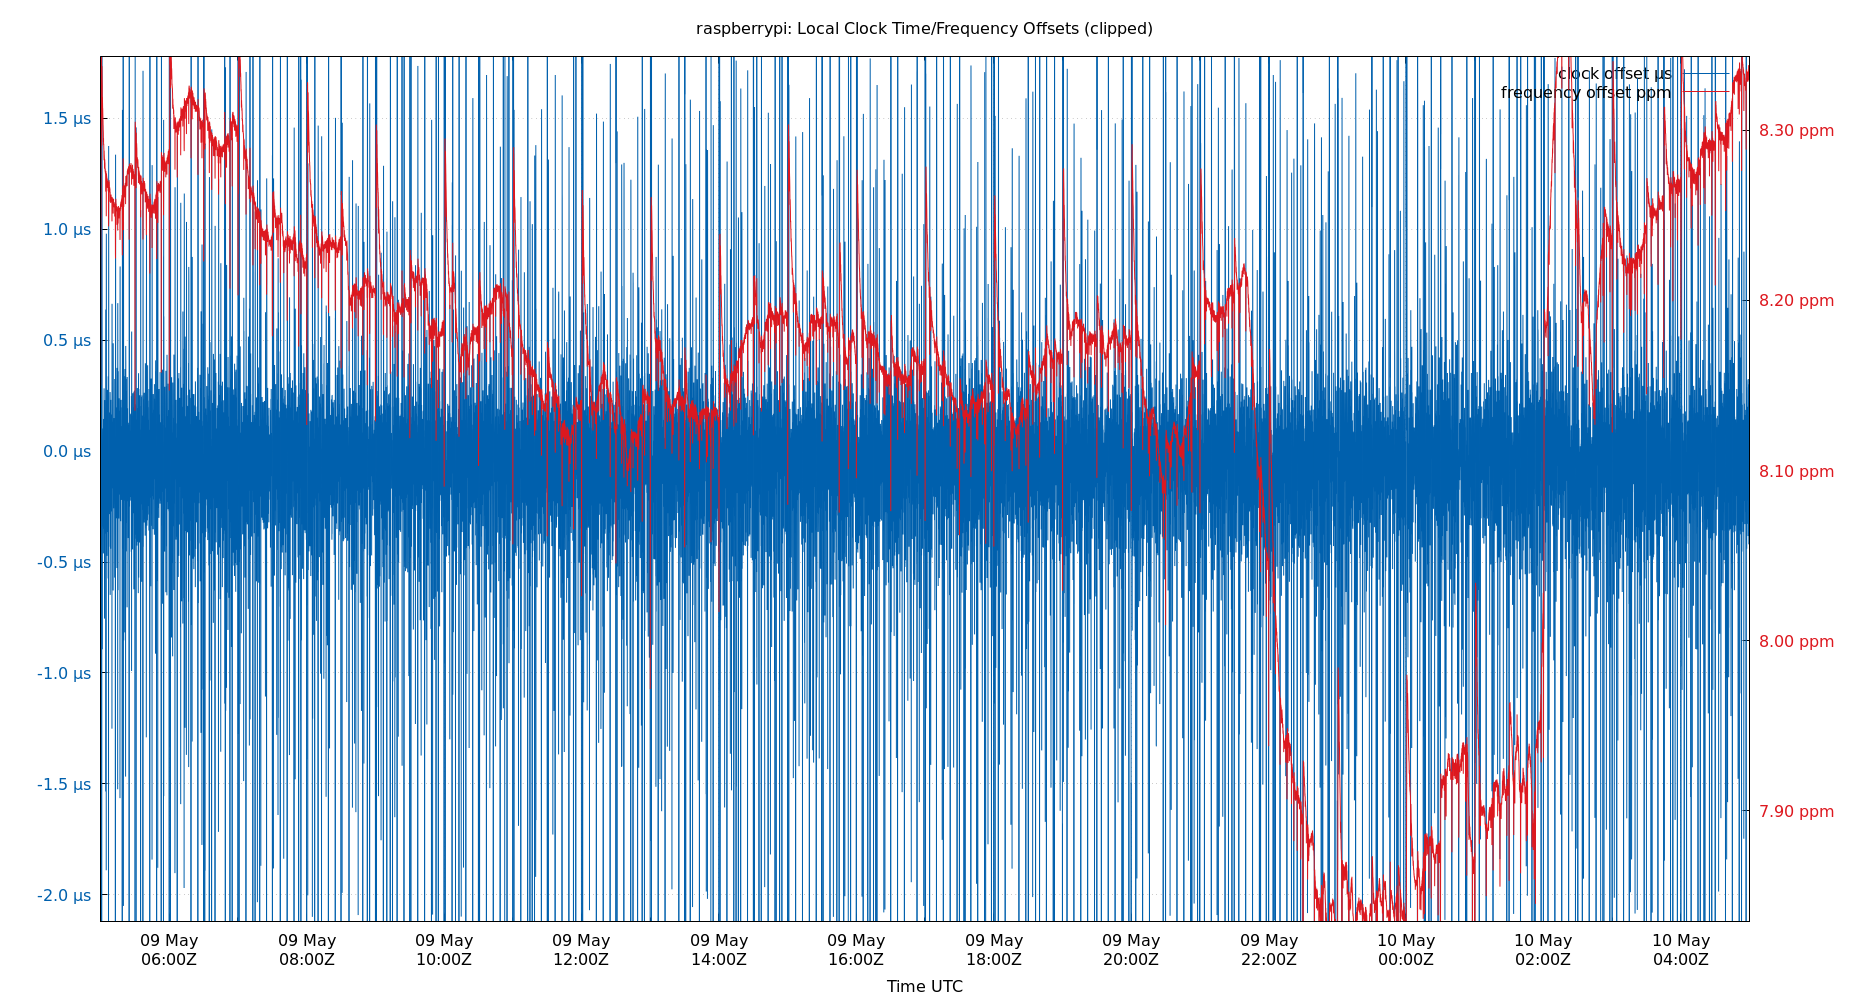 raspberrypi: Local Clock Time/Frequency Offsets (clipped)
clock offset µs
frequency offset ppm
1.5 µs
1.0 µs
0.5 µs
0.0 µs
-0.5 µs
-1.0 µs
-1.5 µs
-2.0 µs
8.30 ppm
8.20 ppm
8.10 ppm
8.00 ppm
7.90 ppm
09 May 09 May 09 May 09 May 09 May 09 May 09 May 09 May 09 May 10 May 10 May 10 May
06:00Z 08:00Z 10:00Z 12:00Z 14:00Z 16:00Z 18:00Z 20:00Z 22:00Z 00:00Z 02:00Z 04:00Z
Time UTC